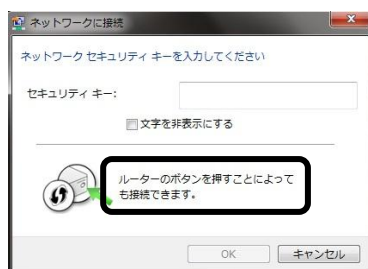 ネットワークに接続
ネットワーク セキュリティ キーを入力してください
セキュリティ キー:
文字を非表示にする
ルーターのボタンを押すことによって
も接続できます。
OK
キャンセル